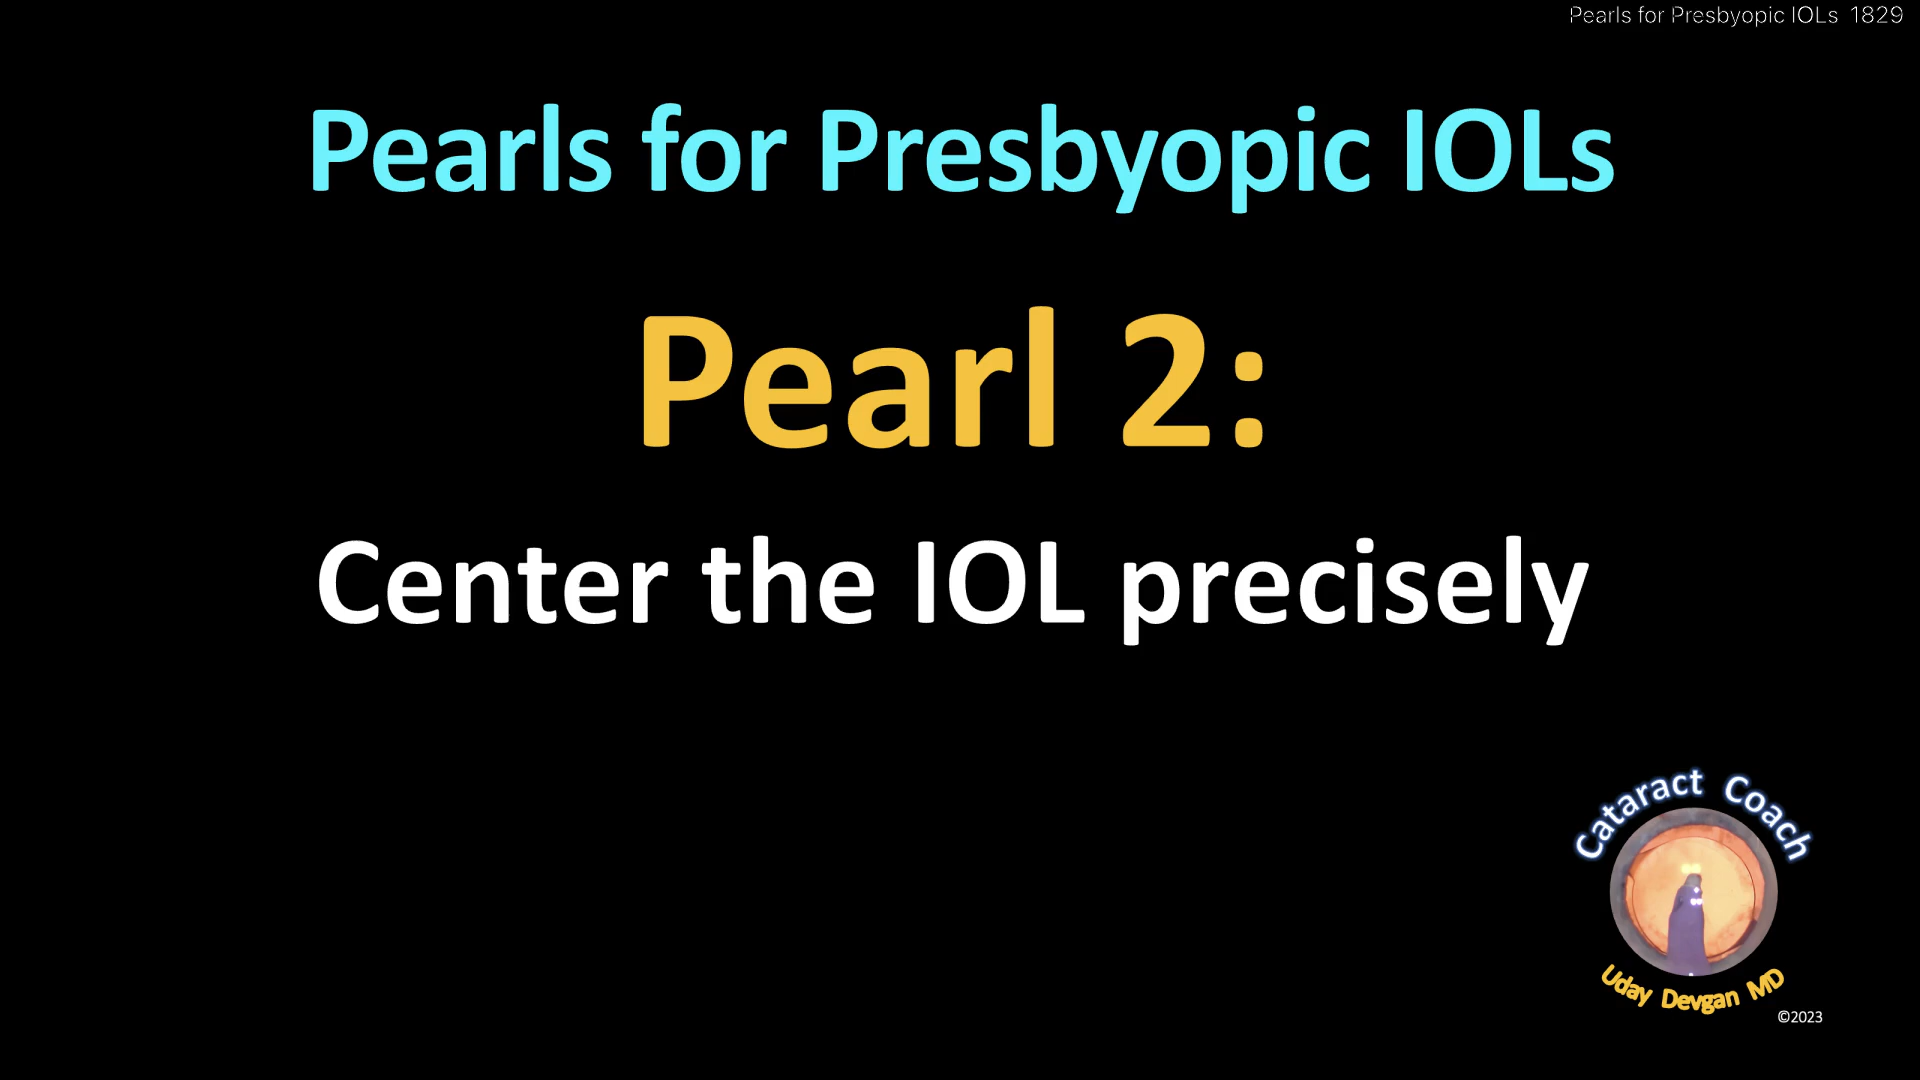 Pearls for Presbyopic IOLs 1829
Pearls for Presbyopic IOLs
Pearl 2:
Center the IOL precisely
Cataract Coach
Uday Devgan MD
©2023